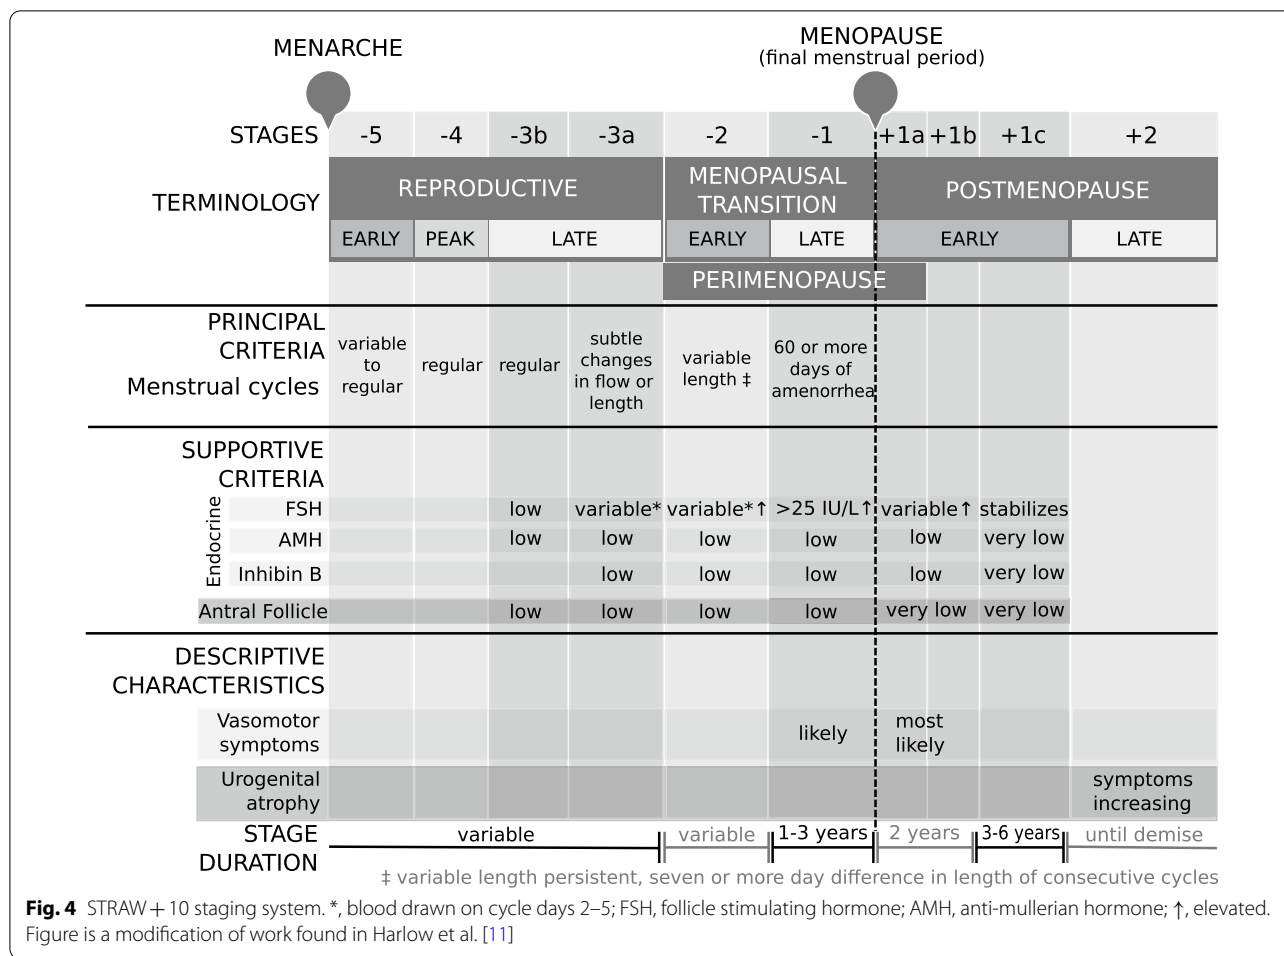 MENARCHE
MENOPAUSE
(final menstrual period)
STAGES -5 -4 -3b -3a -2 -1 +1a +1b +1c +2
TERMINOLOGY
REPRODUCTIVE
MENOPAUSAL
TRANSITION
POSTMENOPAUSE
EARLY PEAK LATE EARLY LATE EARLY LATE
PERIMENOPAUSE
PRINCIPAL
CRITERIA
Menstrual cycles
variable
to
regular
regular
regular
subtle
changes
in flow or
length
variable
length ‡
60 or more
days of
amenorrhea
SUPPORTIVE
CRITERIA
Endocrine
FSH low variable* variable*↑ >25 IU/L↑ variable↑ stabilizes
AMH low low low low low very low
Inhibin B low low low low very low
Antral Follicle low low low low very low very low
DESCRIPTIVE
CHARACTERISTICS
Vasomotor
symptoms
likely
most
likely
Urogenital
atrophy
symptoms
increasing
STAGE
DURATION
variable variable 1-3 years 2 years 3-6 years until demise
‡ variable length persistent, seven or more day difference in length of consecutive cycles
Fig. 4 STRAW + 10 staging system. *, blood drawn on cycle days 2–5; FSH, follicle stimulating hormone; AMH, anti-mullerian hormone; ↑, elevated.
Figure is a modification of work found in Harlow et al. [11]